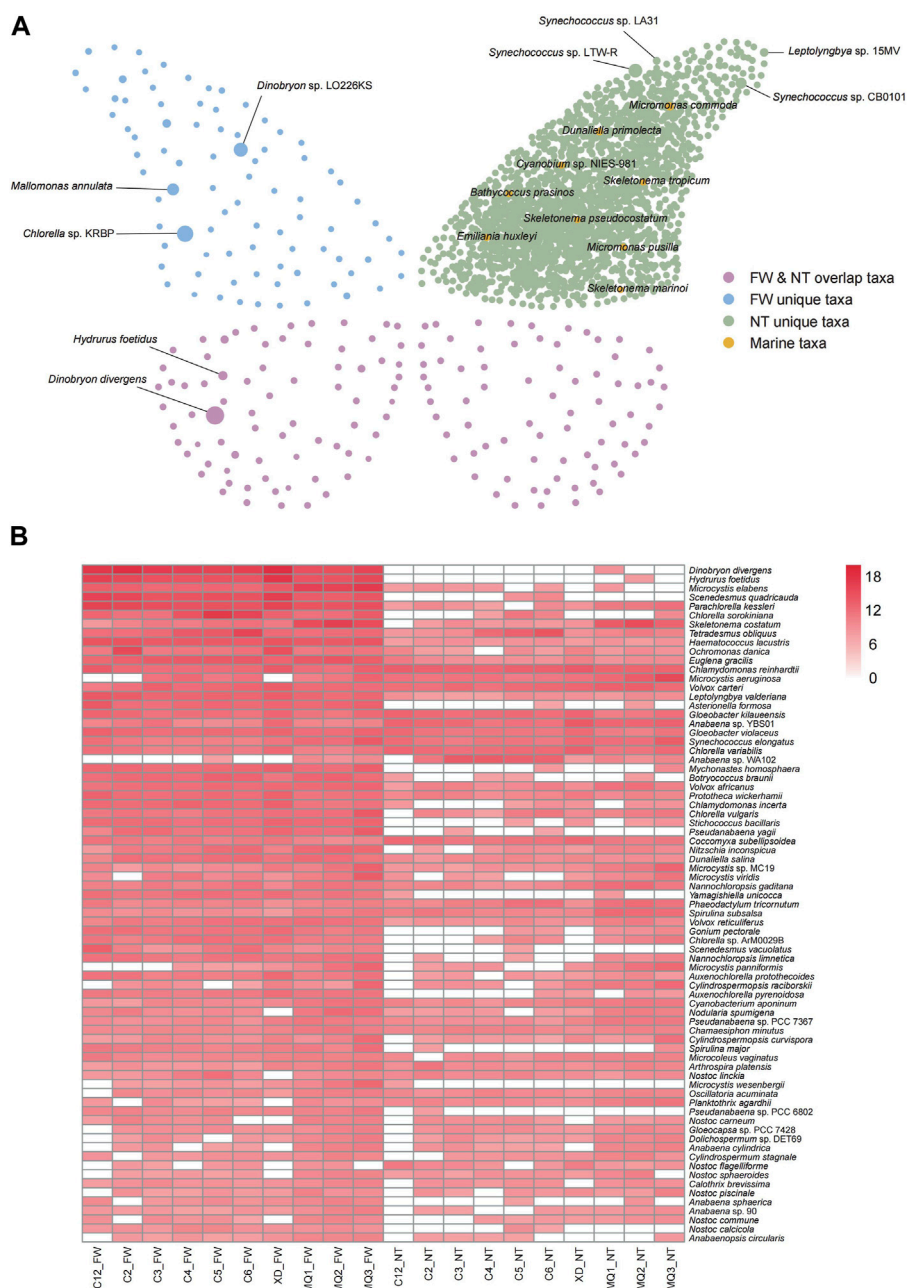 A
Synechococcus sp. LA31
Synechococcus sp. LTW-R
Leptolyngbya sp. 15MV
Dinobryon sp. LO226KS
Synechococcus sp. CB0101
Micromonas commoda
Dunaliella primolecta
Cyanobium sp. NIES-981
Skeletonema tropicum
Mallomonas annulata
Bathycoccus prasinos
Skeletonema pseudocostatum
Chlorella sp. KRBP
Emiliania huxleyi
Micromonas pusilla
Skeletonema marinoi
FW & NT overlap taxa
FW unique taxa
NT unique taxa
Marine taxa
Hydrurus foetidus
Dinobryon divergens
B
18
12
6
0
Dinobryon divergens
Hydrurus foetidus
Microcystis elabens
Scenedesmus quadricauda
Parachlorella kessleri
Chlorella sorokiniana
Skeletonema costatum
Tetradesmus obliquus
Haematococcus lacustris
Ochromonas danica
Euglena gracilis
Chlamydomonas reinhardtii
Microcystis aeruginosa
Volvox carteri
Leptolyngbya valderiana
Asterionella formosa
Gloeobacter kilaueensis
Anabaena sp. YBS01
Gloeobacter violaceus
Synechococcus elongatus
Chlorella variabilis
Anabaena sp. WA102
Mychonastes homosphaera
Botryococcus braunii
Volvox africanus
Prototheca wickerhamii
Chlamydomonas incerta
Chlorella vulgaris
Stichococcus bacillaris
Pseudanabaena yagii
Coccomyxa subellipsoidea
Nitzschia inconspicua
Dunaliella salina
Microcystis sp. MC19
Microcystis viridis
Nannochloropsis gaditana
Yamagishiella unicocca
Phaeodactylum tricornutum
Spirulina subsalsa
Volvox reticuliferus
Gonium pectorale
Chlorella sp. ArM0029B
Scenedesmus vacuolatus
Nannochloropsis limnetica
Microcystis panniformis
Auxenochlorella protothecoides
Cylindrospermopsis raciborskii
Auxenochlorella pyrenoidosa
Cyanobacterium aponinum
Nodularia spumigena
Pseudanabaena sp. PCC 7367
Chamaesiphon minutus
Cylindrospermopsis curvispora
Spirulina major
Microcoleus vaginatus
Arthrospira platensis
Nostoc linckia
Microcystis wesenbergii
Oscillatoria acuminata
Planktothrix agardhii
Pseudanabaena sp. PCC 6802
Nostoc carneum
Gloeocapsa sp. PCC 7428
Dolichospermum sp. DET69
Anabaena cylindrica
Cylindrospermum stagnale
Nostoc flagelliforme
Nostoc sphaeroides
Calothrix brevissima
Nostoc piscinale
Anabaena sphaerica
Anabaena sp. 90
Nostoc commune
Nostoc calcicola
Anabaenopsis circularis
C12_FW
C2_FW
C3_FW
C4_FW
C5_FW
C6_FW
XD_FW
MQ1_FW
MQ2_FW
MQ3_FW
C12_NT
C2_NT
C3_NT
C4_NT
C5_NT
C6_NT
XD_NT
MQ1_NT
MQ2_NT
MQ3_NT